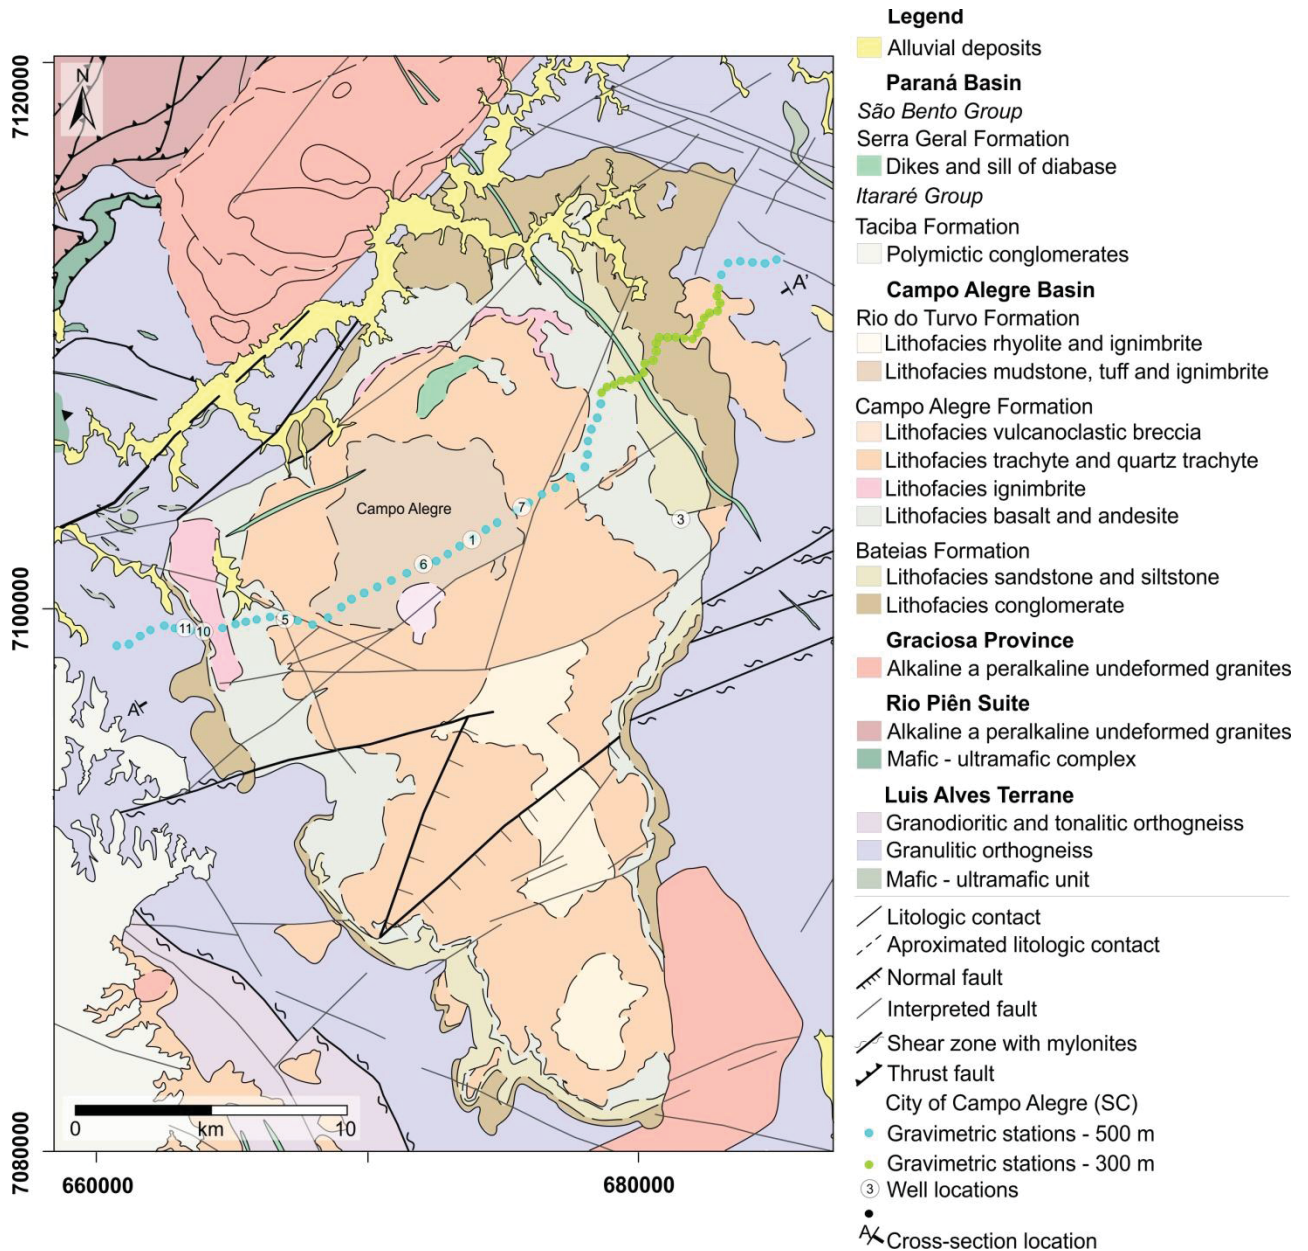 N
7120000
7100000
7080000
660000
680000
Campo Alegre
A'
A
3
7
1
6
5
11
10
0
km
10
Legend
Alluvial deposits
Paraná Basin
São Bento Group
Serra Geral Formation
Dikes and sill of diabase
Itararé Group
Taciba Formation
Polymictic conglomerates
Campo Alegre Basin
Rio do Turvo Formation
Lithofacies rhyolite and ignimbrite
Lithofacies mudstone, tuff and ignimbrite
Campo Alegre Formation
Lithofacies vulcanoclastic breccia
Lithofacies trachyte and quartz trachyte
Lithofacies ignimbrite
Lithofacies basalt and andesite
Bateias Formation
Lithofacies sandstone and siltstone
Lithofacies conglomerate
Graciosa Province
Alkaline a peralkaline undeformed granites
Rio Piên Suite
Alkaline a peralkaline undeformed granites
Mafic - ultramafic complex
Luis Alves Terrane
Granodioritic and tonalitic orthogneiss
Granulitic orthogneiss
Mafic - ultramafic unit
Litologic contact
Aproximated litologic contact
Normal fault
Interpreted fault
Shear zone with mylonites
Thrust fault
City of Campo Alegre (SC)
Gravimetric stations - 500 m
Gravimetric stations - 300 m
3 Well locations
A Cross-section location